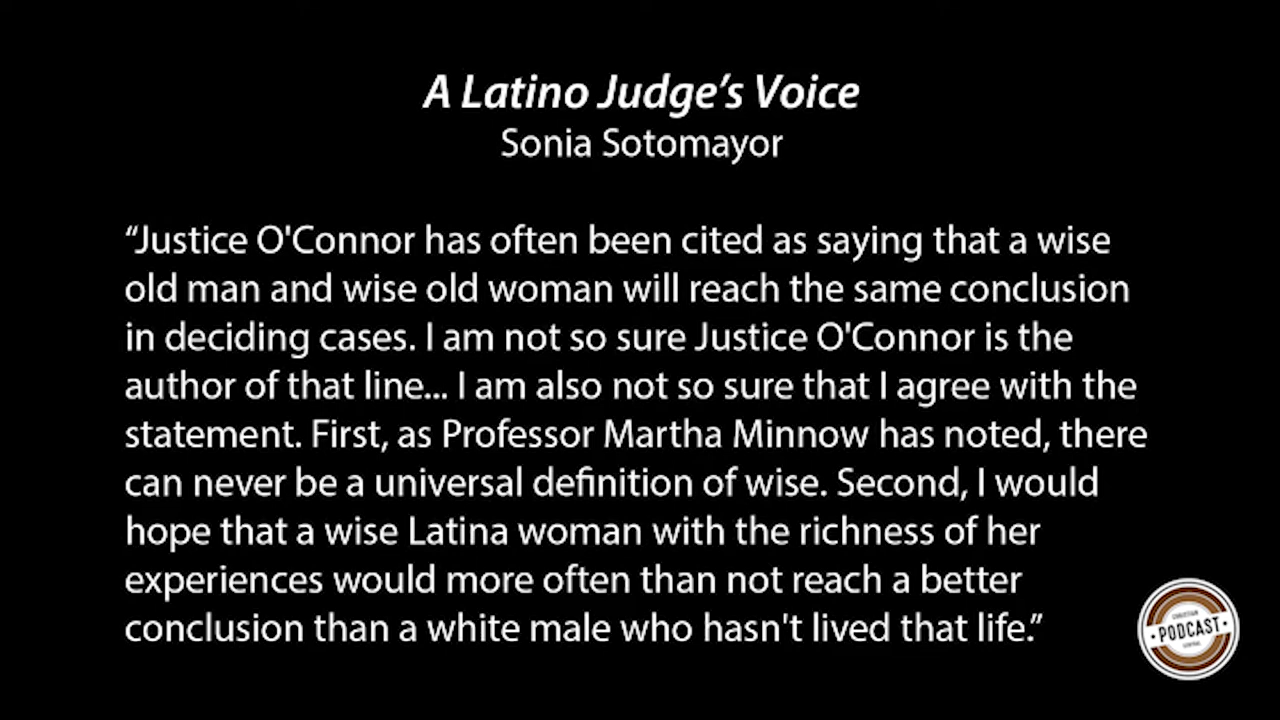 A Latino Judge’s Voice
Sonia Sotomayor
“Justice O'Connor has often been cited as saying that a wise
old man and wise old woman will reach the same conclusion
in deciding cases. I am not so sure Justice O'Connor is the
author of that line... I am also not so sure that I agree with the
statement. First, as Professor Martha Minnow has noted, there
can never be a universal definition of wise. Second, I would
hope that a wise Latina woman with the richness of her
experiences would more often than not reach a better
conclusion than a white male who hasn't lived that life.”
PODCAST